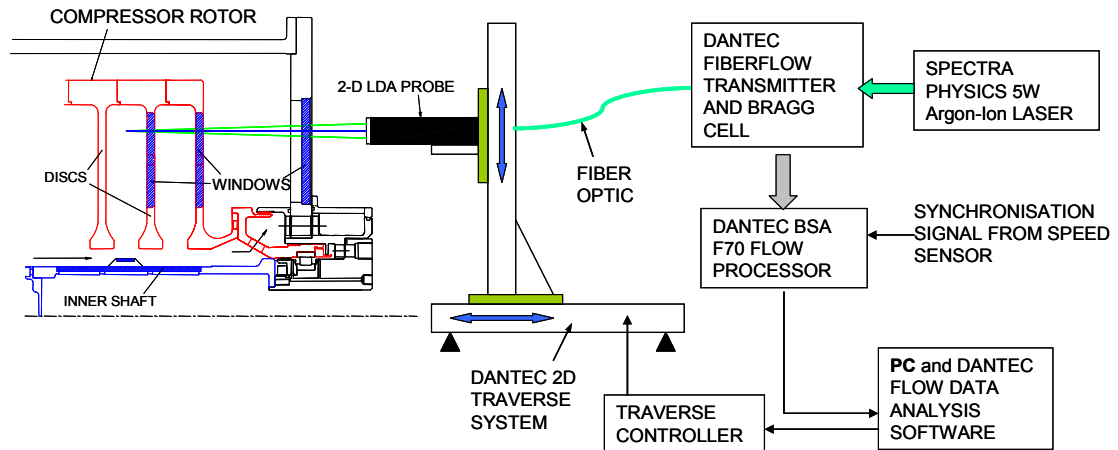 COMPRESSOR ROTOR
2-D LDA PROBE
DISCS
WINDOWS
INNER SHAFT
FIBER
OPTIC
DANTEC
FIBERFLOW
TRANSMITTER
AND BRAGG
CELL
SPECTRA
PHYSICS 5W
Argon-Ion LASER
DANTEC BSA
F70 FLOW
PROCESSOR
SYNCHRONISATION
SIGNAL FROM SPEED
SENSOR
DANTEC 2D
TRAVERSE
SYSTEM
TRAVERSE
CONTROLLER
PC and DANTEC
FLOW DATA
ANALYSIS
SOFTWARE